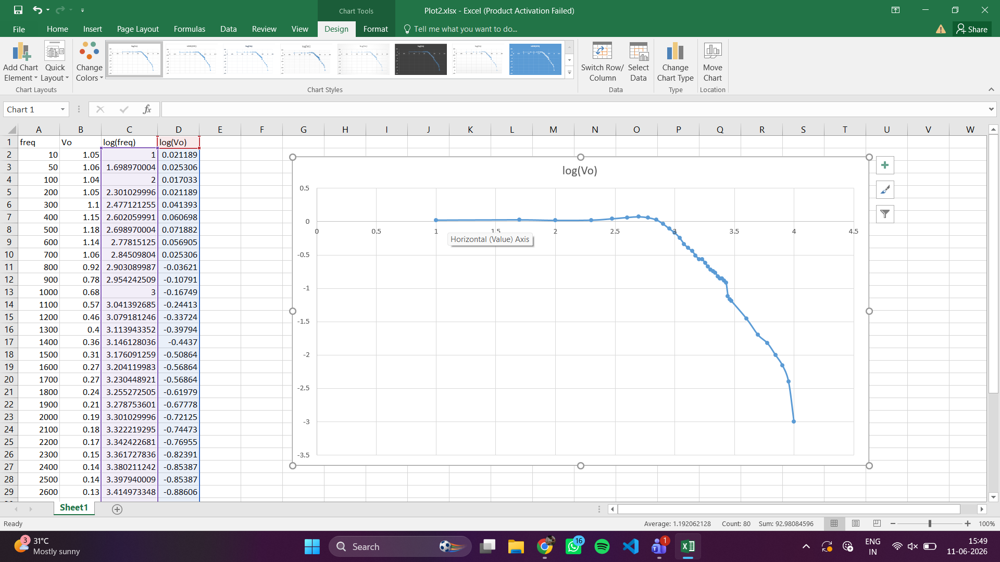 Chart Tools
Plot2.xlsx - Excel (Product Activation Failed)
File Home Insert Page Layout Formulas Data Review View Design Format Tell me what you want to do... Share
Add Chart Element Quick Layout Change Colors Switch Row/ Column Select Data Change Chart Type Move Chart
Chart Layouts Chart Styles Data Type Location
Chart 1 fx
A B C D E F G H I J K L M N O P Q R S T U V W
1 freq Vo log(freq) log(Vo)
2 10 1.05 1 0.021189
3 50 1.06 1.698970004 0.025306
4 100 1.04 2 0.017033
5 200 1.05 2.301029996 0.021189
6 300 1.1 2.477121255 0.041393
7 400 1.15 2.602059991 0.060698
8 500 1.18 2.698970004 0.071882
9 600 1.14 2.77815125 0.056905
10 700 1.06 2.84509804 0.025306
11 800 0.92 2.903089987 -0.03621
12 900 0.78 2.954242509 -0.10791
13 1000 0.68 3 -0.16749
14 1100 0.57 3.041392685 -0.24413
15 1200 0.46 3.079181246 -0.33724
16 1300 0.4 3.113943352 -0.39794
17 1400 0.36 3.146128036 -0.4437
18 1500 0.31 3.176091259 -0.50864
19 1600 0.27 3.204119983 -0.56864
20 1700 0.27 3.230448921 -0.56864
21 1800 0.24 3.255272505 -0.61979
22 1900 0.21 3.278753601 -0.67778
23 2000 0.19 3.301029996 -0.72125
24 2100 0.18 3.322219295 -0.74473
25 2200 0.17 3.342422681 -0.76955
26 2300 0.15 3.361727836 -0.82391
27 2400 0.14 3.380211242 -0.85387
28 2500 0.14 3.397940009 -0.85387
29 2600 0.13 3.414973348 -0.88606
log(Vo)
0.5
0
0 0.5 1 1.5 2 2.5 3 3.5 4 4.5
Horizontal (Value) Axis
-0.5
-1
-1.5
-2
-2.5
-3
-3.5
Sheet1
Ready Average: 1.192062128 Count: 80 Sum: 92.98084596 100%
3 31°C
Mostly sunny
Search
16
1
ENG
IN
15:49
11-06-2026